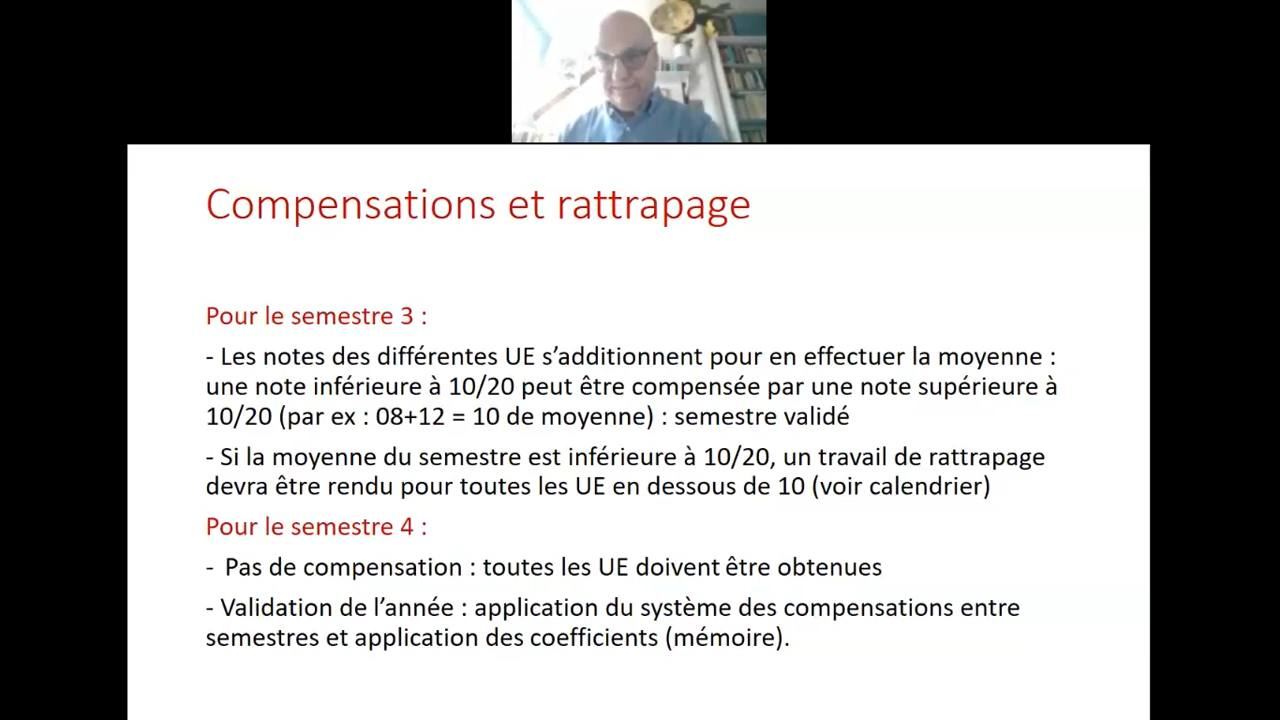 Compensations et rattrapage
Pour le semestre 3 :
- Les notes des différentes UE s’additionnent pour en effectuer la moyenne :
une note inférieure à 10/20 peut être compensée par une note supérieure à
10/20 (par ex : 08+12 = 10 de moyenne) : semestre validé
- Si la moyenne du semestre est inférieure à 10/20, un travail de rattrapage
devra être rendu pour toutes les UE en dessous de 10 (voir calendrier)
Pour le semestre 4 :
- Pas de compensation : toutes les UE doivent être obtenues
- Validation de l’année : application du système des compensations entre
semestres et application des coefficients (mémoire).